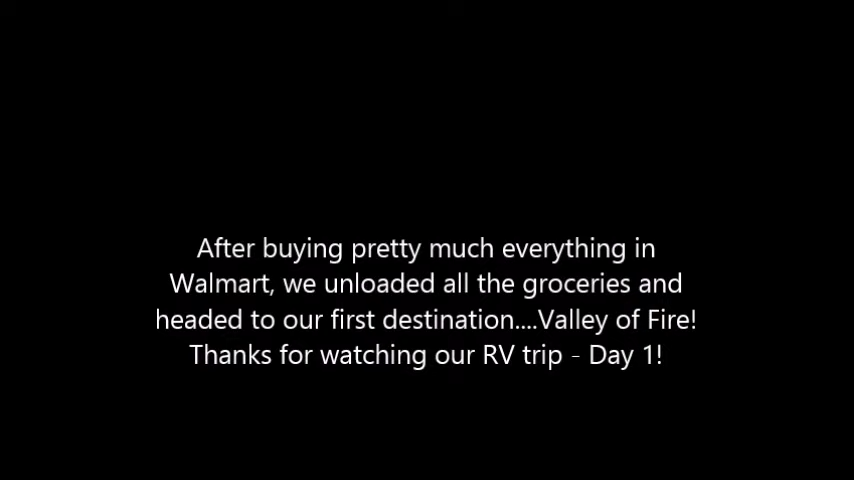 After buying pretty much everything in
Walmart, we unloaded all the groceries and
headed to our first destination....Valley of Fire!
Thanks for watching our RV trip - Day 1!